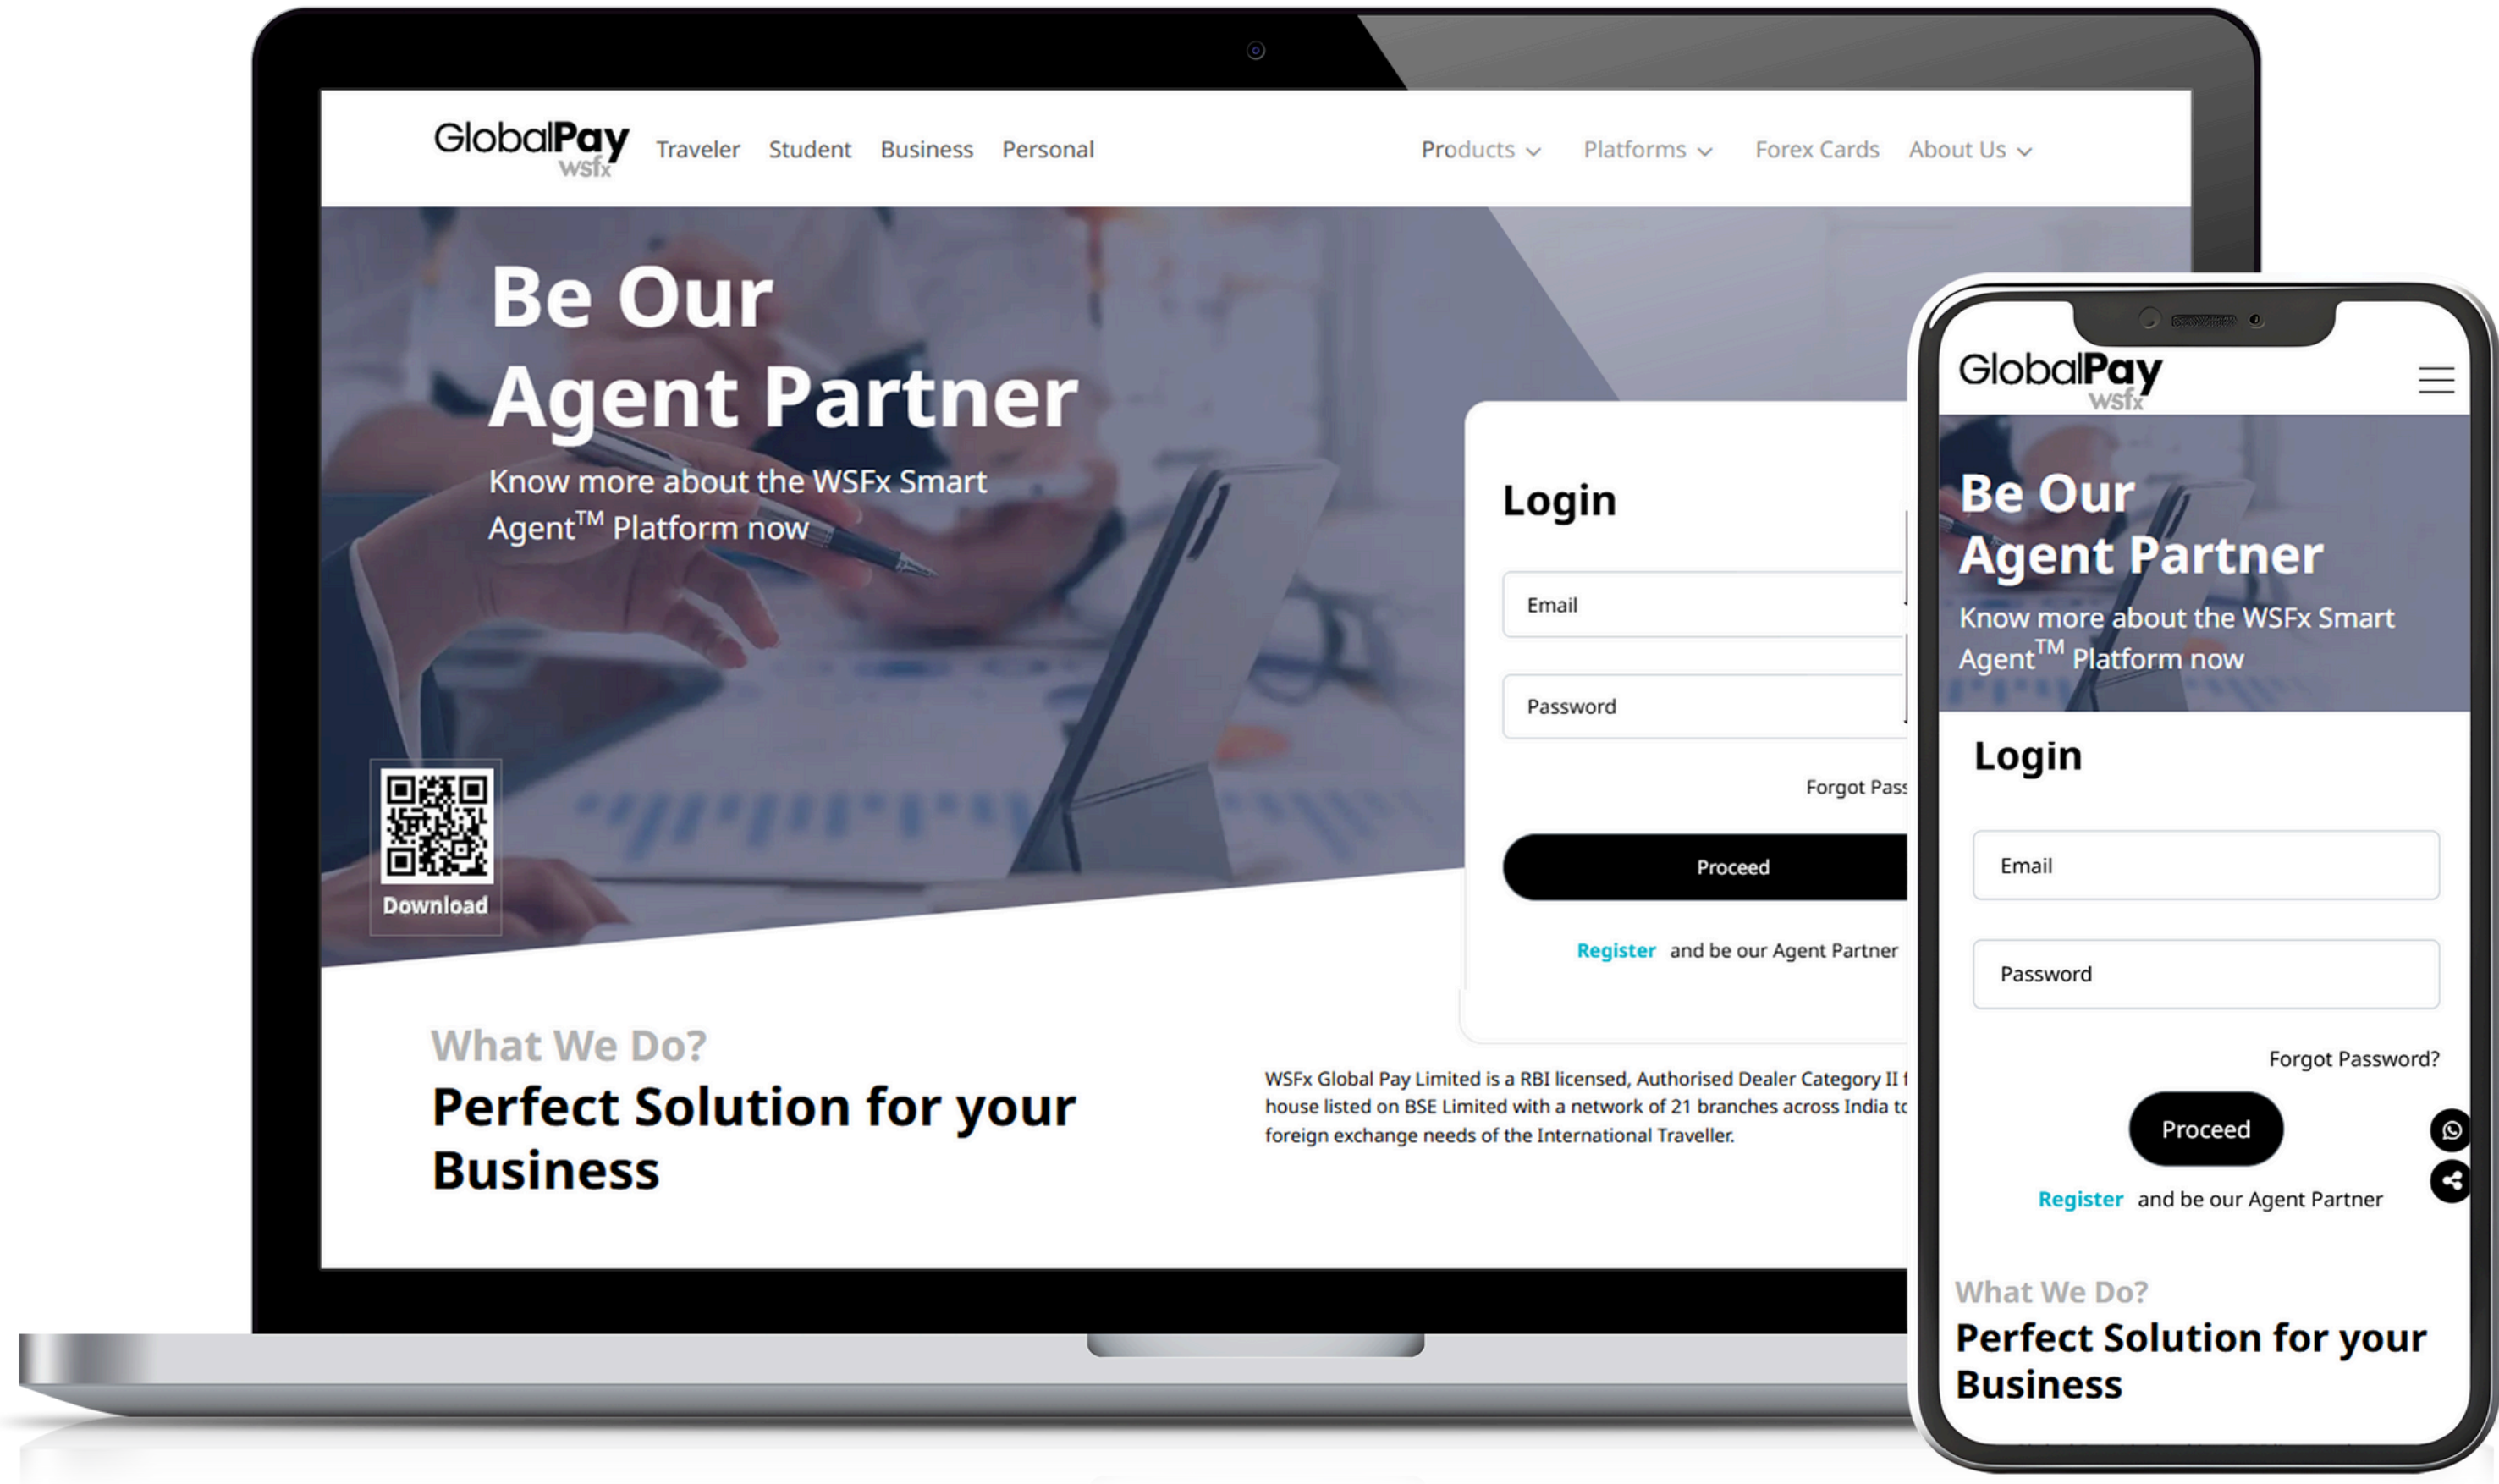 GlobalPay
wsfx
Traveler Student Business Personal
Products Platforms Forex Cards About Us
Be Our
Agent Partner
Know more about the WSFx Smart
Agent™ Platform now
Download
Login
Email
Password
Forgot
Proceed
Register and be our Agent Partner
What We Do?
Perfect Solution for your
Business
WSFx Global Pay Limited is a RBI licensed, Authorised Dealer Category II
house listed on BSE Limited with a network of 21 branches across India
foreign exchange needs of the International Traveller.
GlobalPay
wsfx
Be Our
Agent Partner
Know more about the WSFx Smart
Agent™ Platform now
Login
Email
Password
Forgot Password?
Proceed
Register and be our Agent Partner
What We Do?
Perfect Solution for your
Business